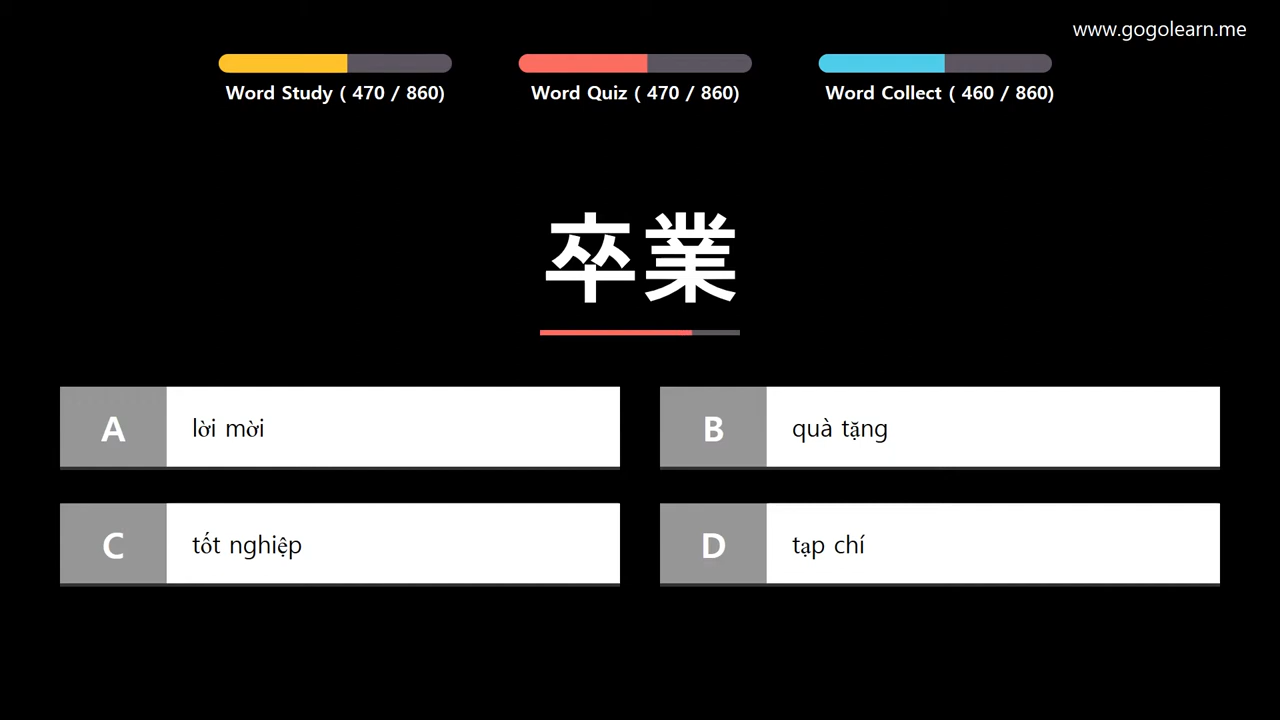 www.gogolearn.me
Word Study ( 470 / 860)
Word Quiz ( 470 / 860)
Word Collect ( 460 / 860)
卒業
A
lời mời
B
quà tặng
C
tốt nghiệp
D
tạp chí